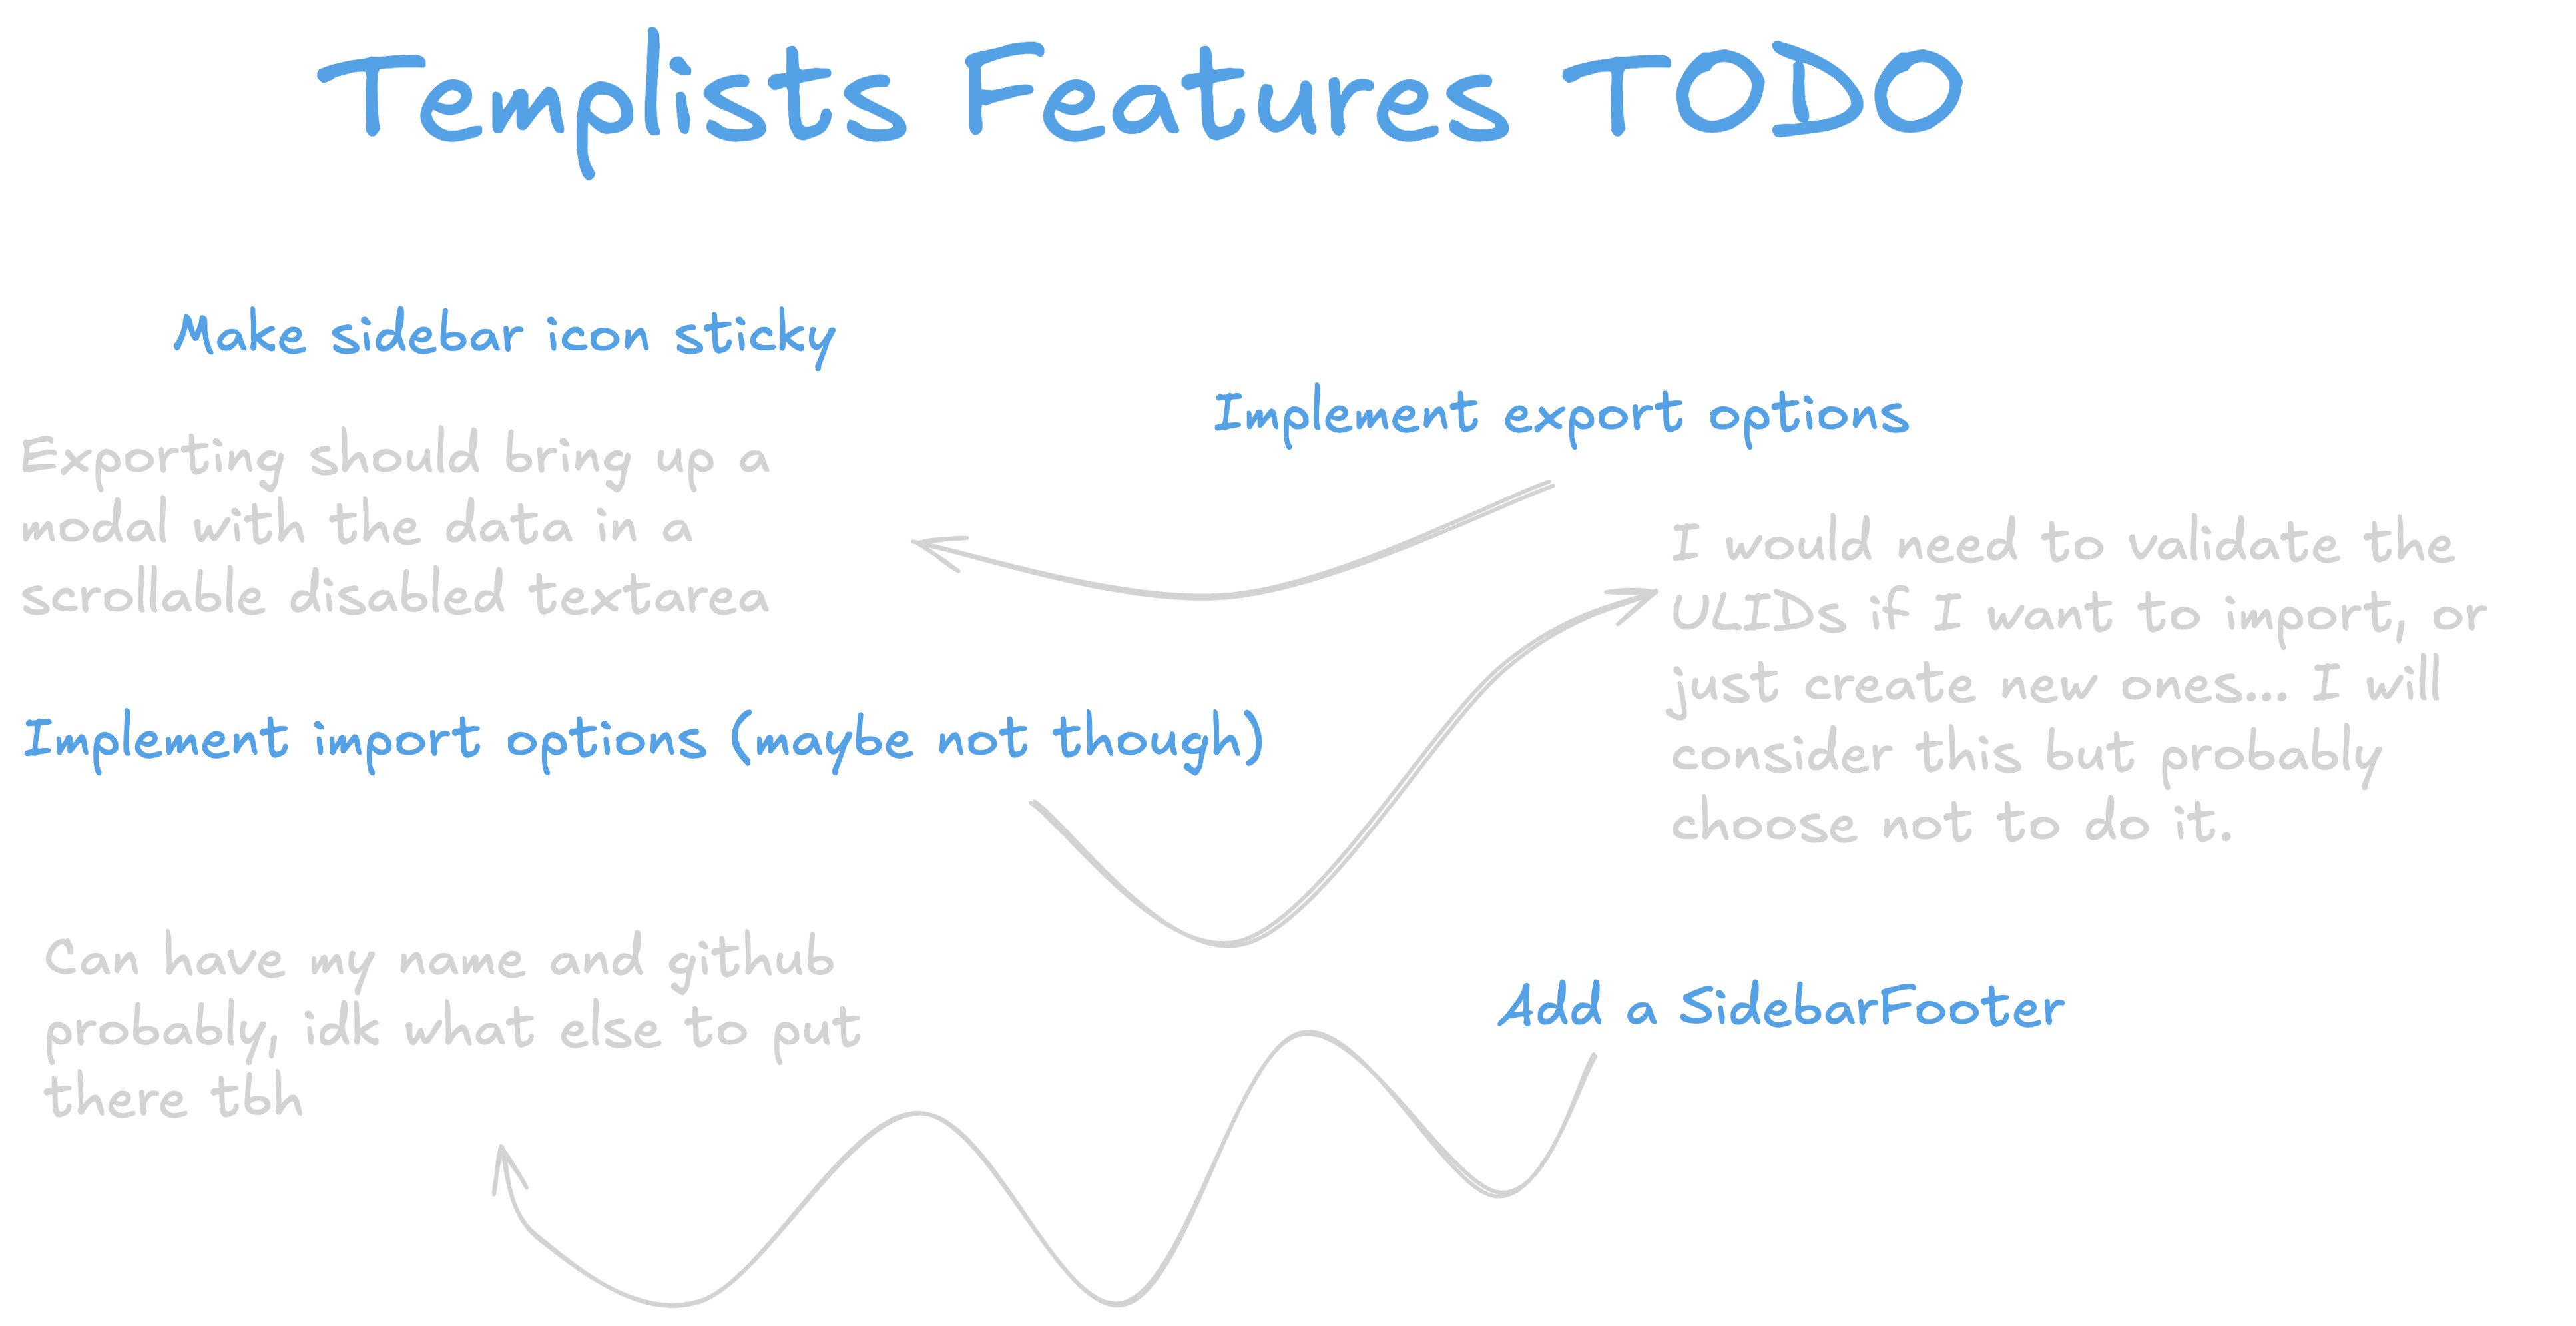 Templists Features TODO
Make sidebar icon sticky
Implement export options
Exporting should bring up a
modal with the data in a
scrollable disabled textarea
Implement import options (maybe not though)
I would need to validate the
ULIDs if I want to import, or
just create new ones... I will
consider this but probably
choose not to do it.
Add a SidebarFooter
Can have my name and github
probably, idk what else to put
there tbh